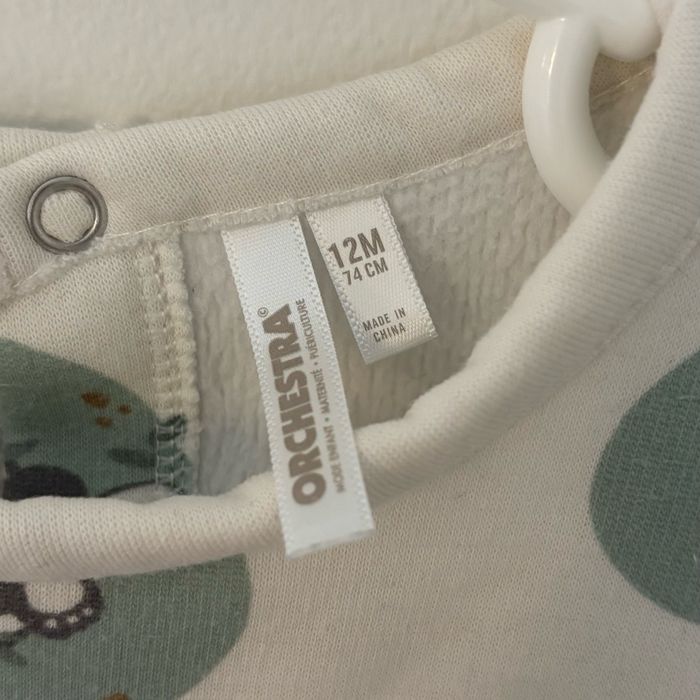 ORCHESTRA©
MODE ENFANT • MATERNITÉ • PUÉRICULTURE
12M
74 CM
MADE IN
CHINA